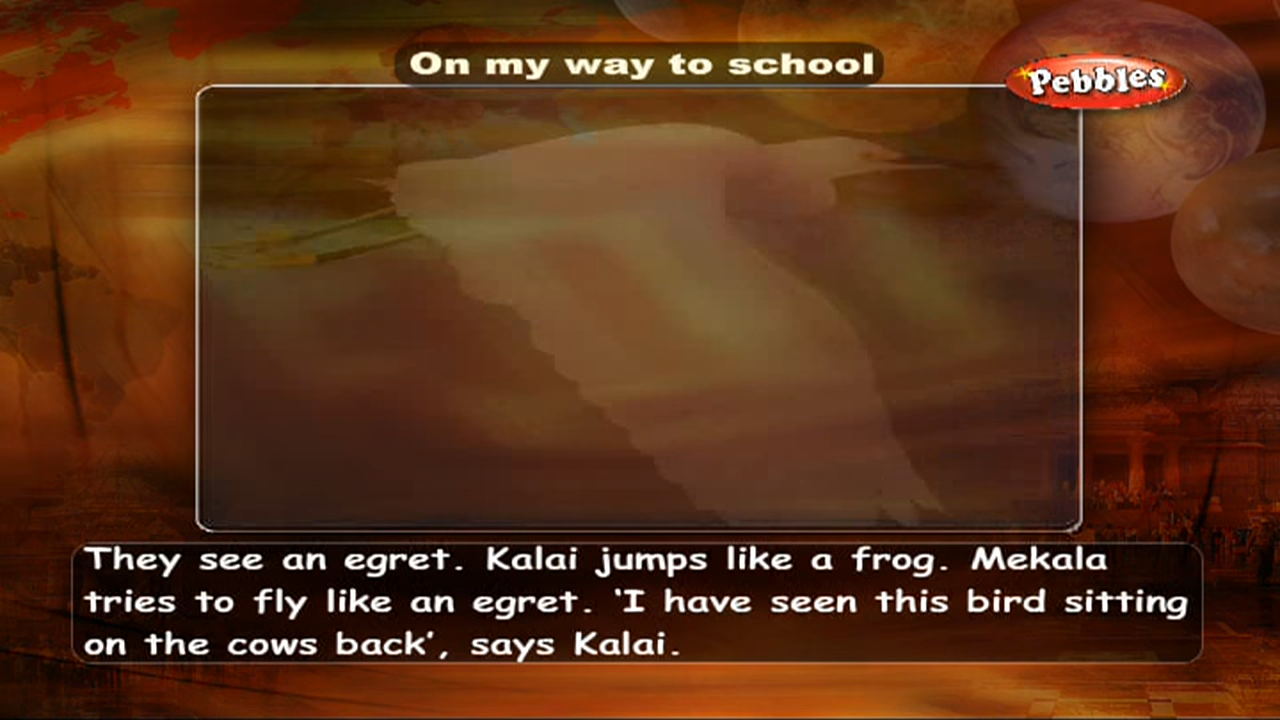 On my way to school
Pebbles
They see an egret. Kalai jumps like a frog. Mekala
tries to fly like an egret. ‘I have seen this bird sitting
on the cows back’, says Kalai.